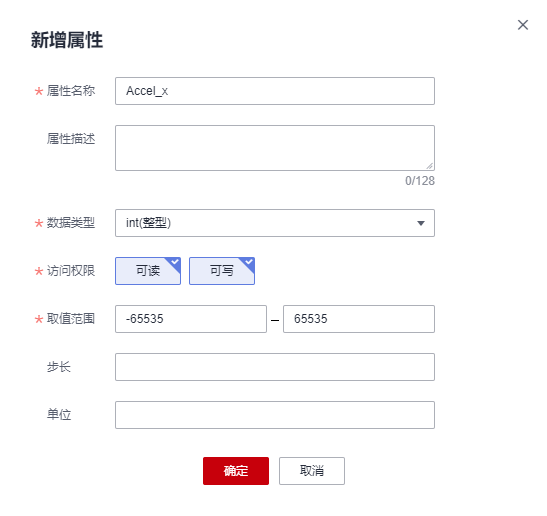 新增属性
* 属性名称 Accel_x
属性描述
0/128
* 数据类型 int(整型)
* 访问权限 可读 可写
* 取值范围 -65535 – 65535
步长
单位
确定 取消